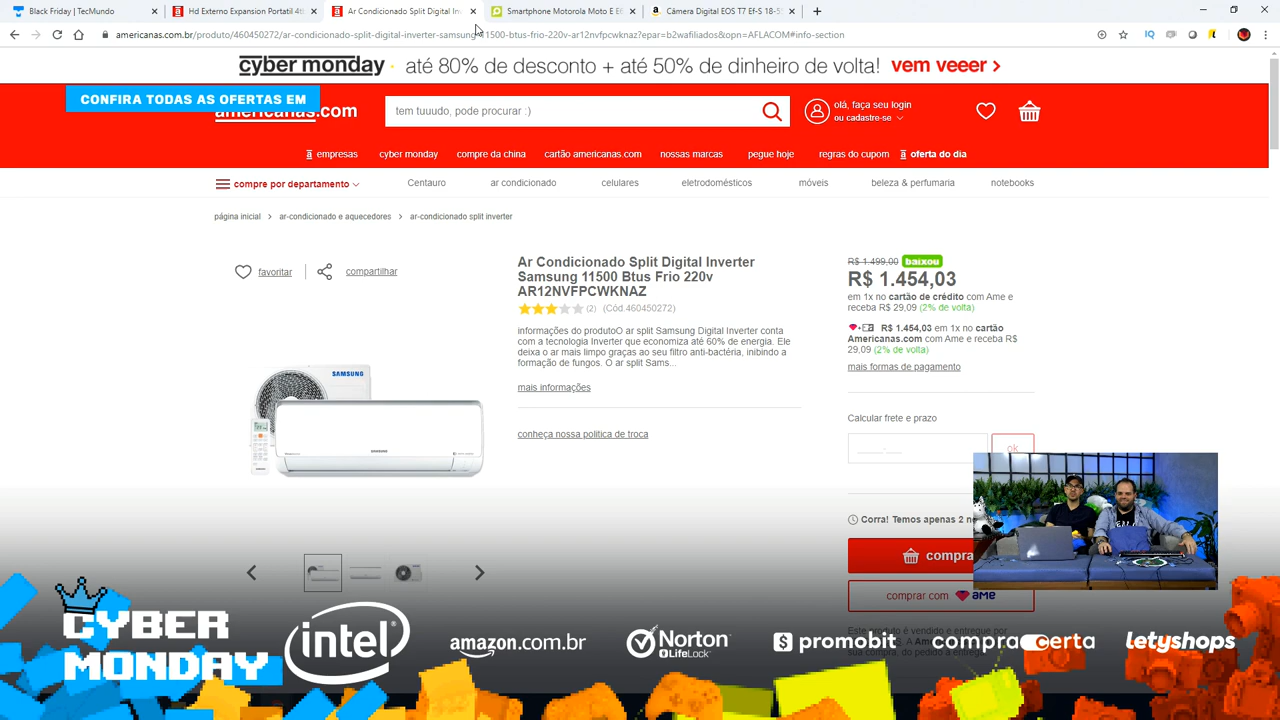 Black Friday | TecMundo
Hd Externo Expansion Portatil 4tb
Ar Condicionado Split Digital Inv
Smartphone Motorola Moto E E6
Câmera Digital EOS T7 Ef-S 18-55
americanas.com.br/produto/460450272/ar-condicionado-split-digital-inverter-samsung-11500-btus-frio-220v-ar12nvfpcwknaz?epar=b2wafiliados&opn=AFLACOM#info-section
IQ
cyber monday até 80% de desconto + até 50% de dinheiro de volta! vem veeer >
CONFIRA TODAS AS OFERTAS EM
americanas.com
tem tuuudo, pode procurar :)
olá, faça seu login
ou cadastre-se
empresas cyber monday compre da china cartão americanas.com nossas marcas pegue hoje regras do cupom oferta do dia
compre por departamento Centauro ar condicionado celulares eletrodomésticos móveis beleza & perfumaria notebooks
página inicial > ar-condicionado e aquecedores > ar-condicionado split inverter
favoritar compartilhar
Ar Condicionado Split Digital Inverter
Samsung 11500 Btus Frio 220v
AR12NVFPCWKNAZ
(2) (Cód.460450272)
informações do produtoO ar split Samsung Digital Inverter conta
com a tecnologia Inverter que economiza até 60% de energia. Ele
deixa o ar mais limpo graças ao seu filtro anti-bactéria, inibindo a
formação de fungos. O ar split Sams...
mais informações
conheça nossa politica de troca
SAMSUNG
SAMSUNG
R$ 1.499,00 baixou
R$ 1.454,03
em 1x no cartão de crédito com Ame e
receba R$ 29,09 (2% de volta)
R$ 1.454,03 em 1x no cartão
Americanas.com com Ame e receba R$
29,09 (2% de volta)
mais formas de pagamento
Calcular frete e prazo
_____-___
ok
Corra! Temos apenas 2
compra
comprar com ame
Este produto é vendido e entregue por
CYBER
MONDAY
intel
amazon.com.br
Norton
LifeLock
promobit
compra certa
letyshops